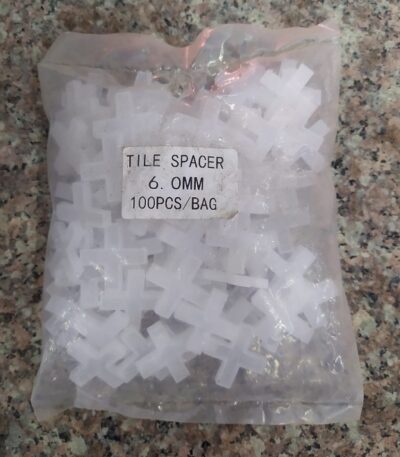 TILE SPACER
6. 0MM
100PCS/BAG